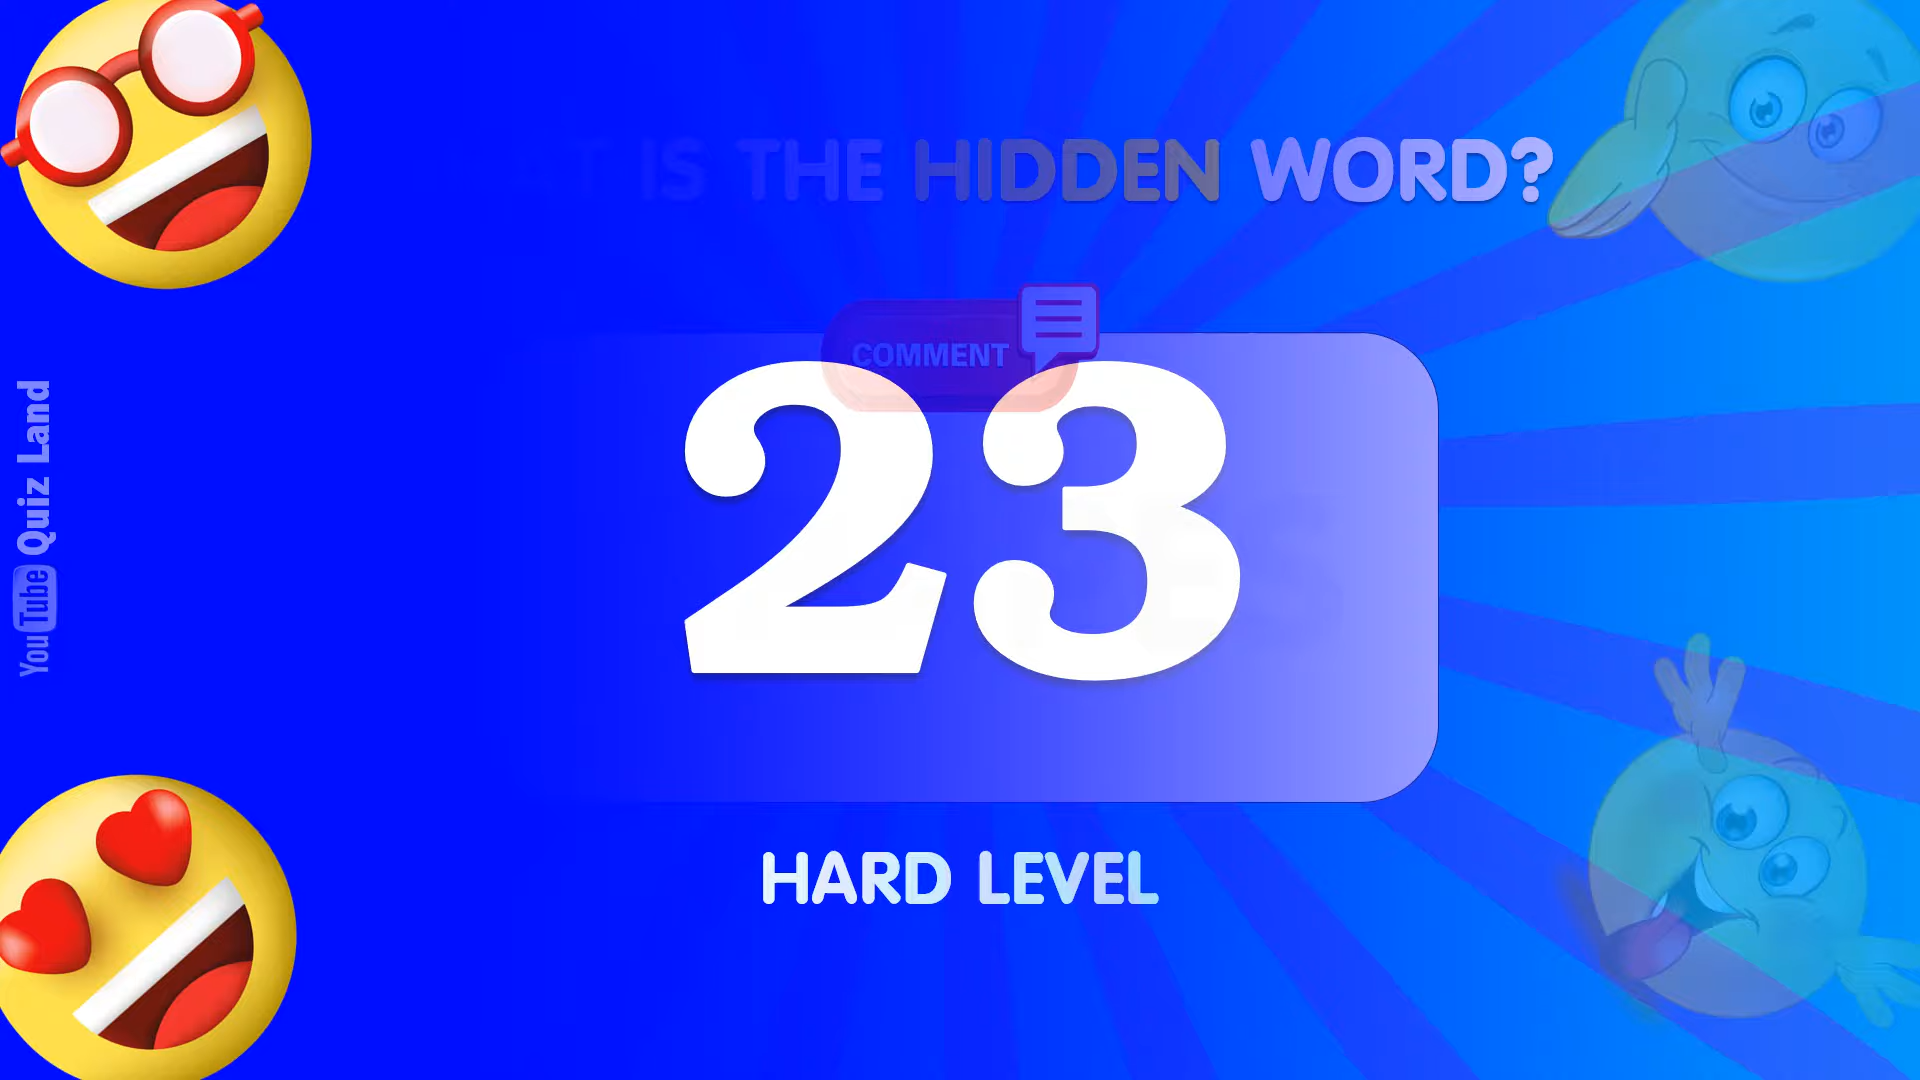 T IS THE HIDDEN WORD?
COMMENT
23
HARD LEVEL
YouTube Quiz Land